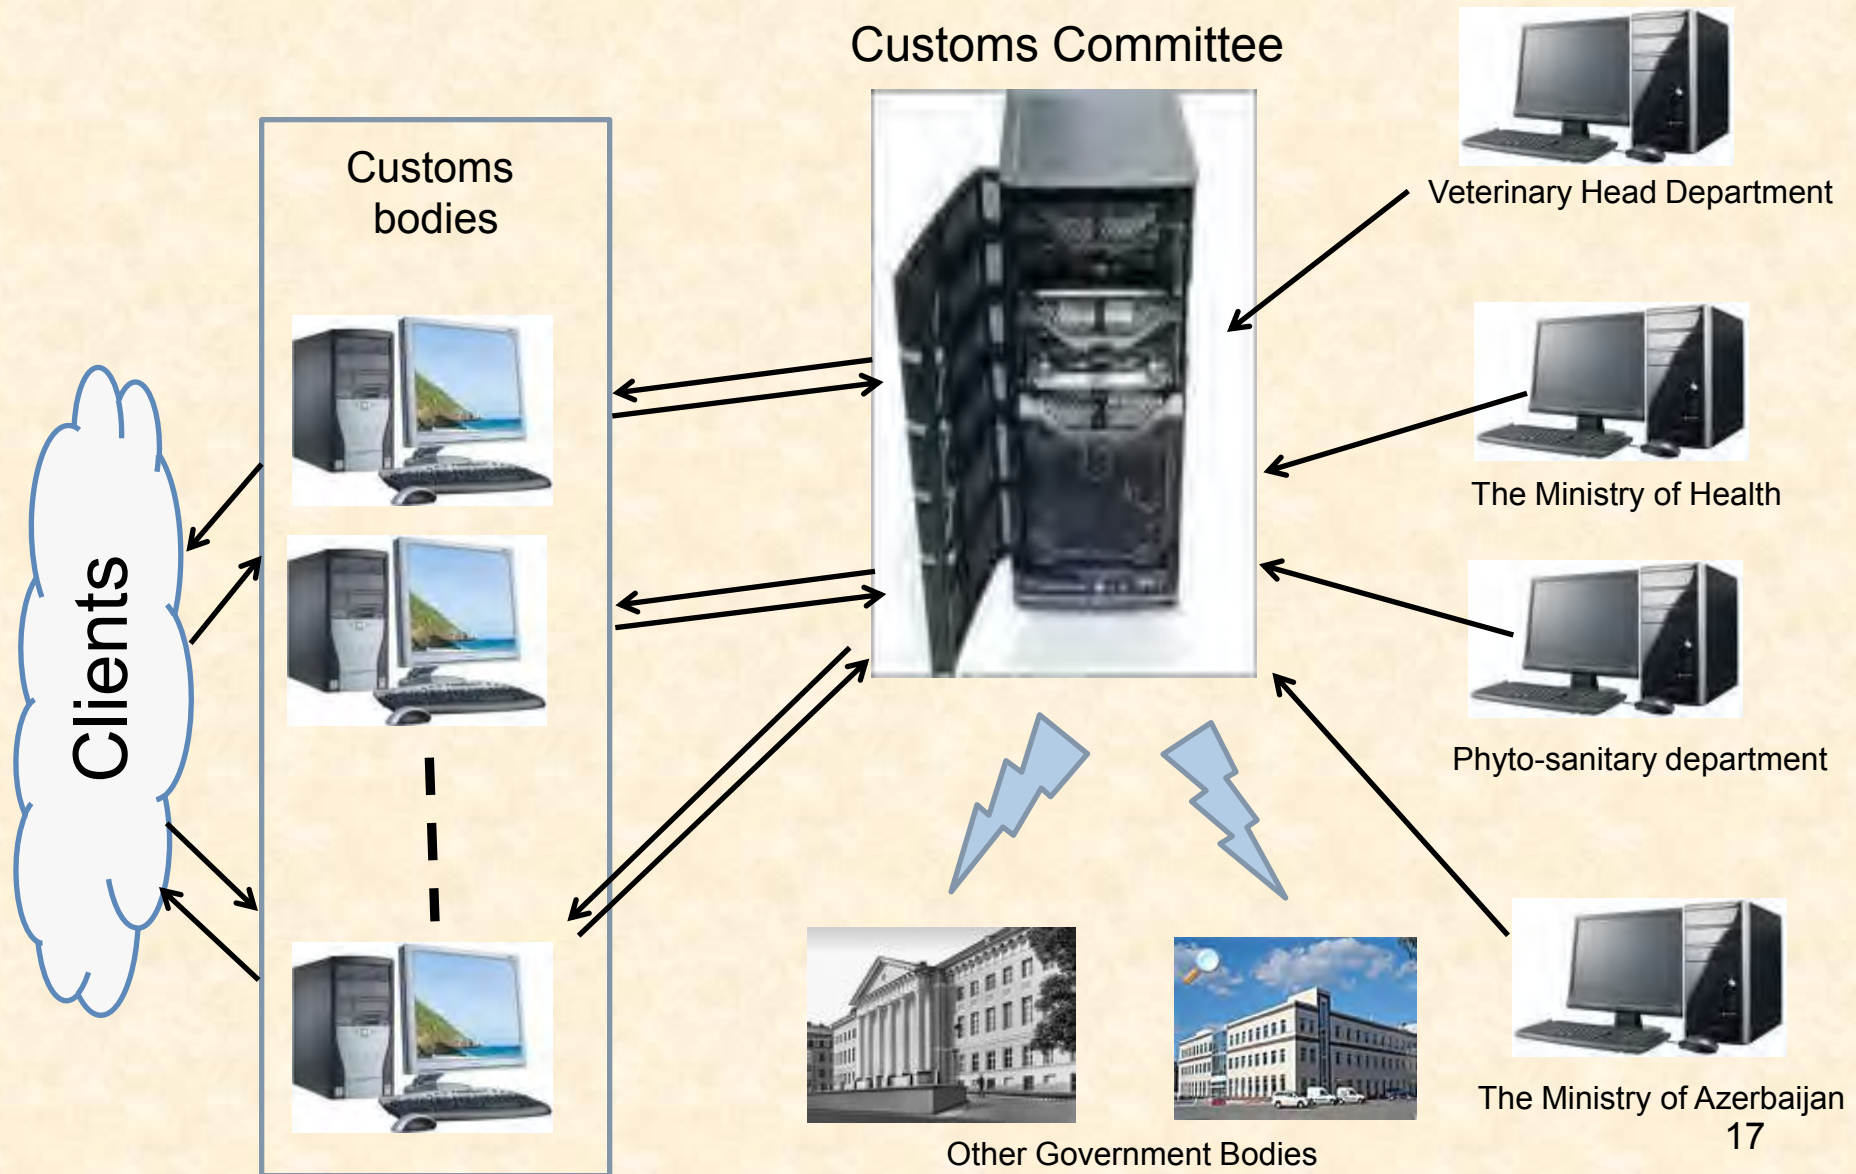 Customs Committee
Customs
bodies
Clients
Veterinary Head Department
The Ministry of Health
Phyto-sanitary department
The Ministry of Azerbaijan
Other Government Bodies
17